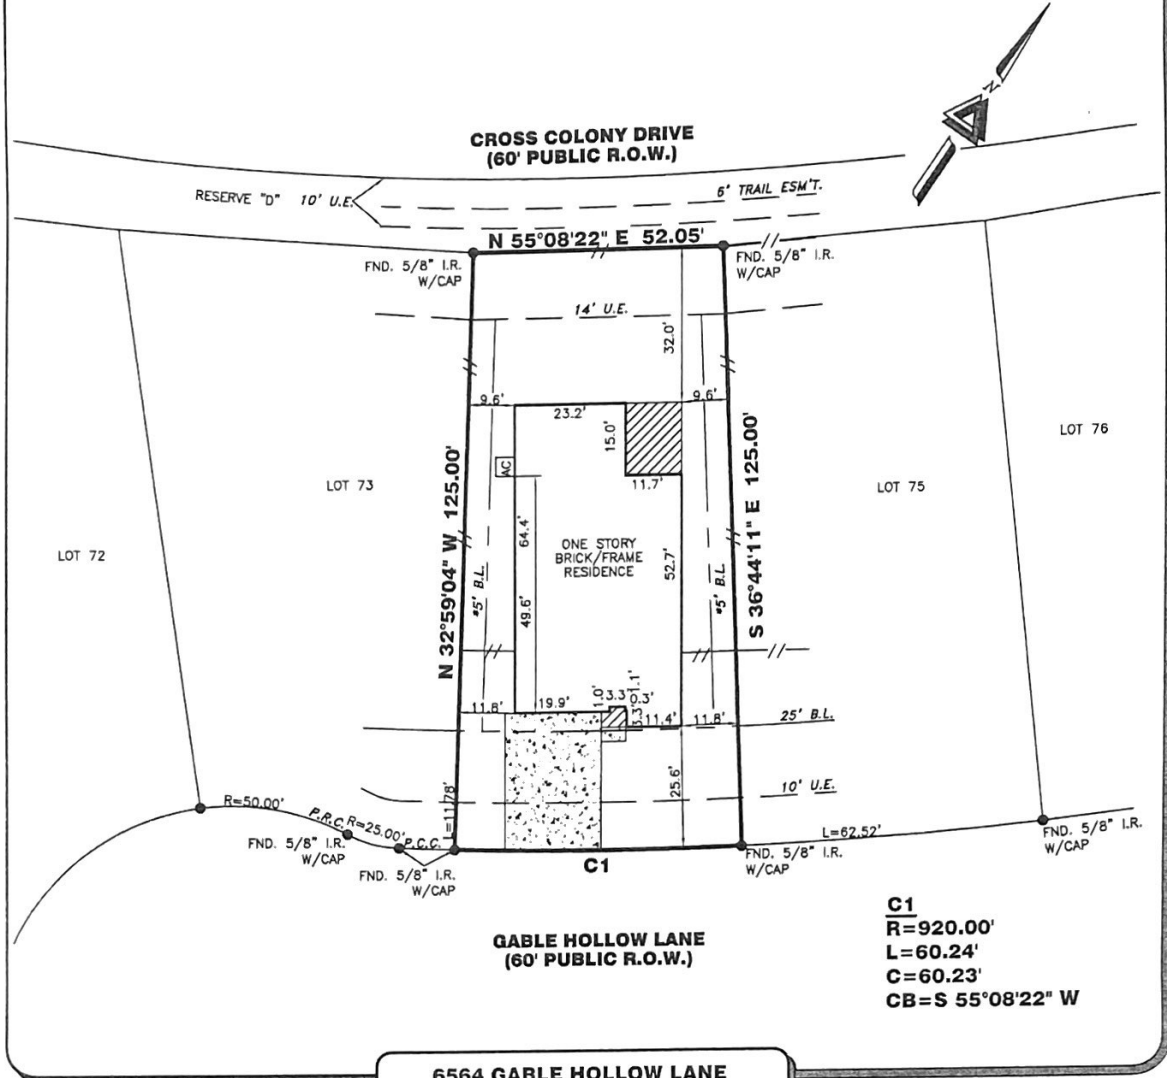 N
CROSS COLONY DRIVE
(60' PUBLIC R.O.W.)
RESERVE "D" 10' U.E.
6' TRAIL ESM'T.
N 55°08'22" E 52.05'
FND. 5/8" I.R.
W/CAP
FND. 5/8" I.R.
W/CAP
14' U.E.
32.0'
9.6'
23.2'
9.6'
15.0'
11.7'
AC
LOT 72
LOT 73
LOT 75
LOT 76
N 32°59'04" W 125.00'
S 36°44'11" E 125.00'
64.4'
49.6'
ONE STORY
BRICK/FRAME
RESIDENCE
52.7'
*5' B.L.
*5' B.L.
11.8'
19.9'
1.0'
3.3'
1.1'
0.3'
3.3'
11.4'
11.8'
25' B.L.
25.6'
10' U.E.
L=11.78'
R=50.00'
P.R.C.
R=25.00'
P.C.C.
FND. 5/8" I.R.
W/CAP
FND. 5/8" I.R.
W/CAP
C1
L=62.52'
FND. 5/8" I.R.
W/CAP
FND. 5/8" I.R.
W/CAP
GABLE HOLLOW LANE
(60' PUBLIC R.O.W.)
C1
R=920.00'
L=60.24'
C=60.23'
CB=S 55°08'22" W
6564 GABLE HOLLOW LANE